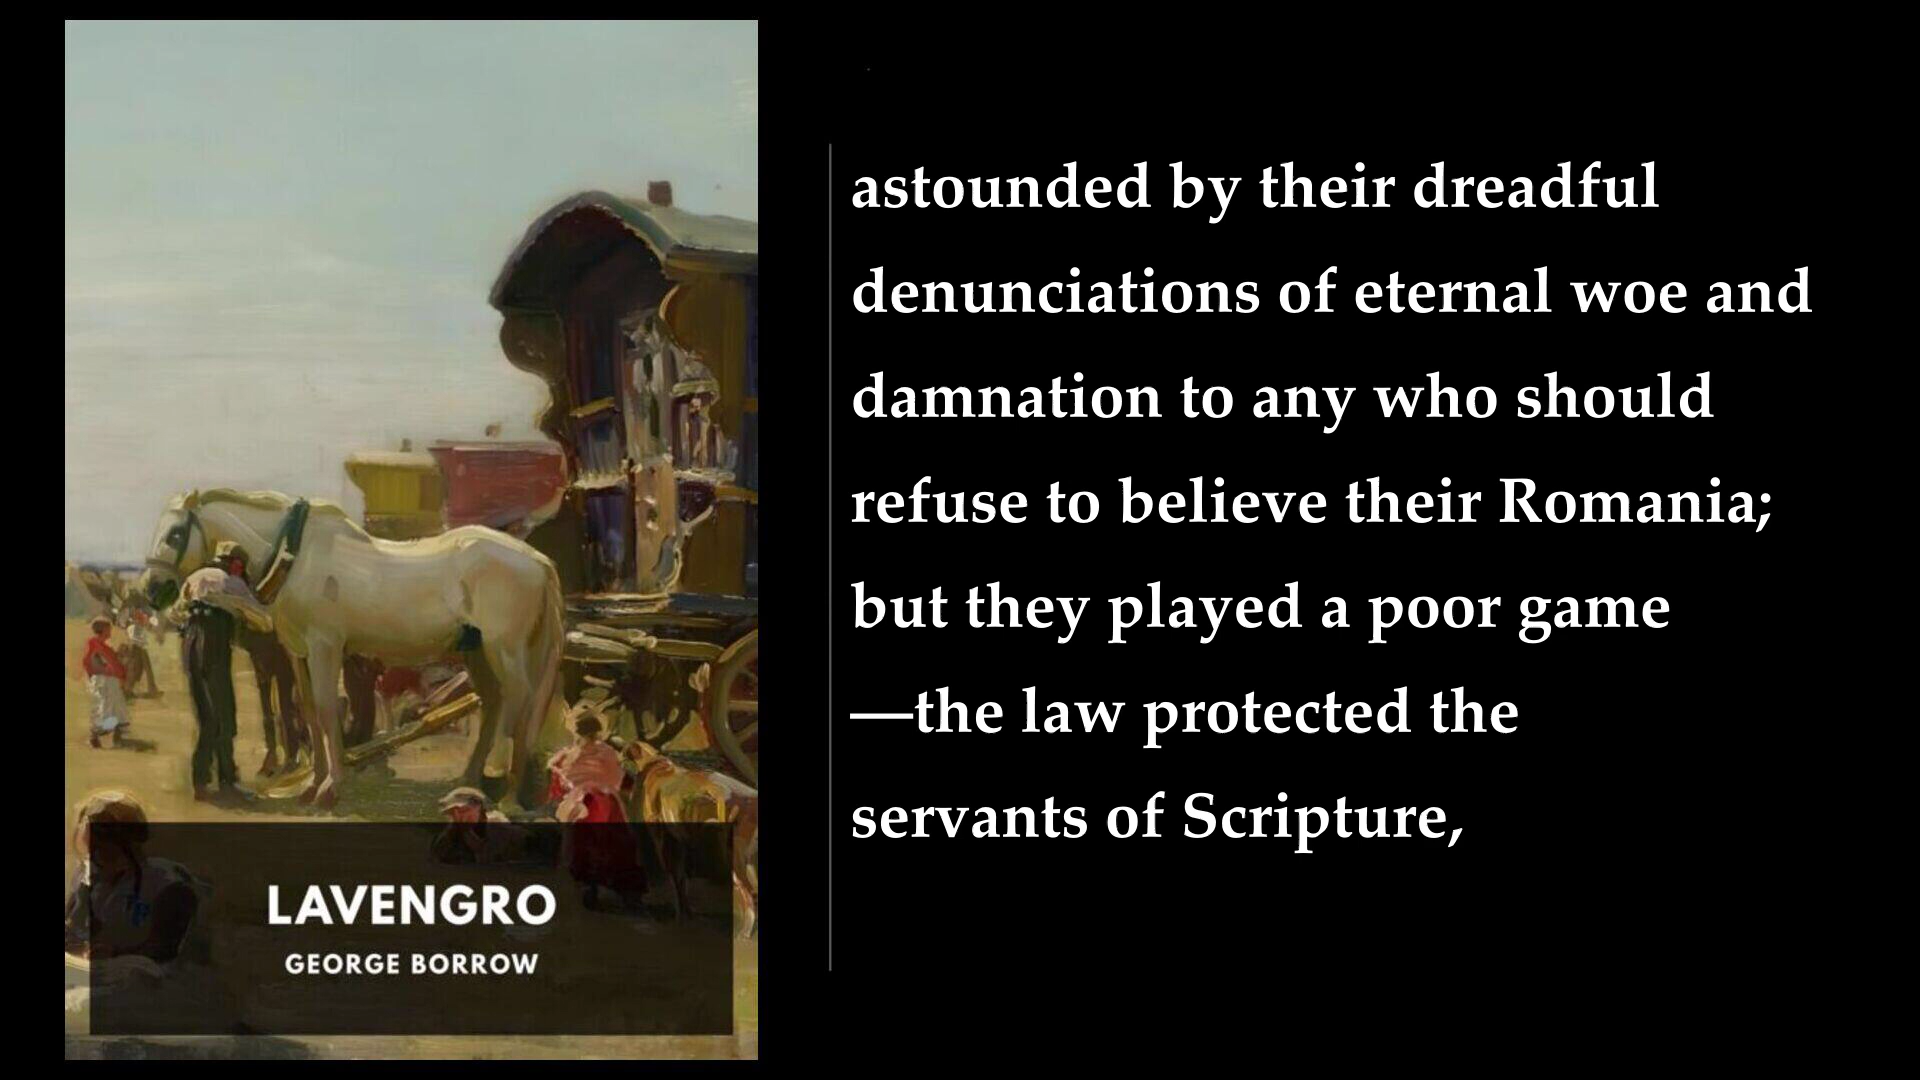 LAVENGRO
GEORGE BORROW
astounded by their dreadful
denunciations of eternal woe and
damnation to any who should
refuse to believe their Romania;
but they played a poor game
—the law protected the
servants of Scripture,